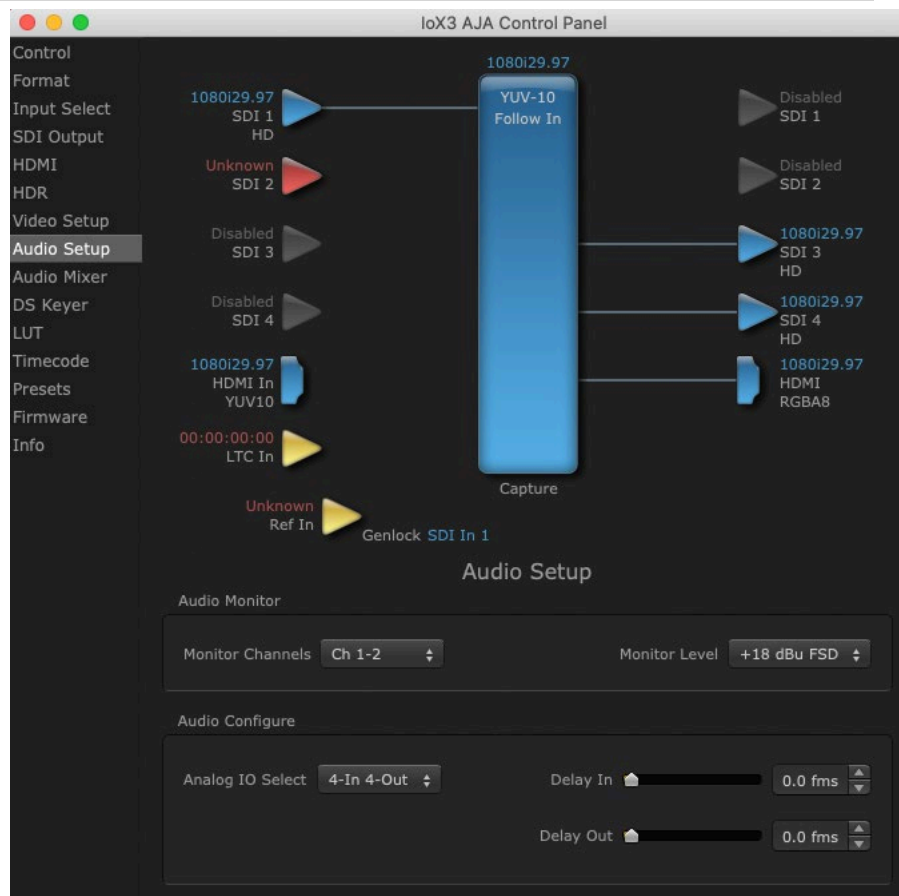 IoX3 AJA Control Panel
Control
Format
Input Select
SDI Output
HDMI
HDR
Video Setup
Audio Setup
Audio Mixer
DS Keyer
LUT
Timecode
Presets
Firmware
Info
1080i29.97
SDI 1
HD
Unknown
SDI 2
Disabled
SDI 3
Disabled
SDI 4
1080i29.97
HDMI In
YUV10
00:00:00:00
LTC In
Unknown
Ref In
Genlock SDI In 1
1080i29.97
YUV-10
Follow In
Capture
Disabled
SDI 1
Disabled
SDI 2
1080i29.97
SDI 3
HD
1080i29.97
SDI 4
HD
1080i29.97
HDMI
RGBA8
Audio Setup
Audio Monitor
Monitor Channels Ch 1-2
Monitor Level +18 dBu FSD
Audio Configure
Analog IO Select 4-In 4-Out
Delay In 0.0 fms
Delay Out 0.0 fms